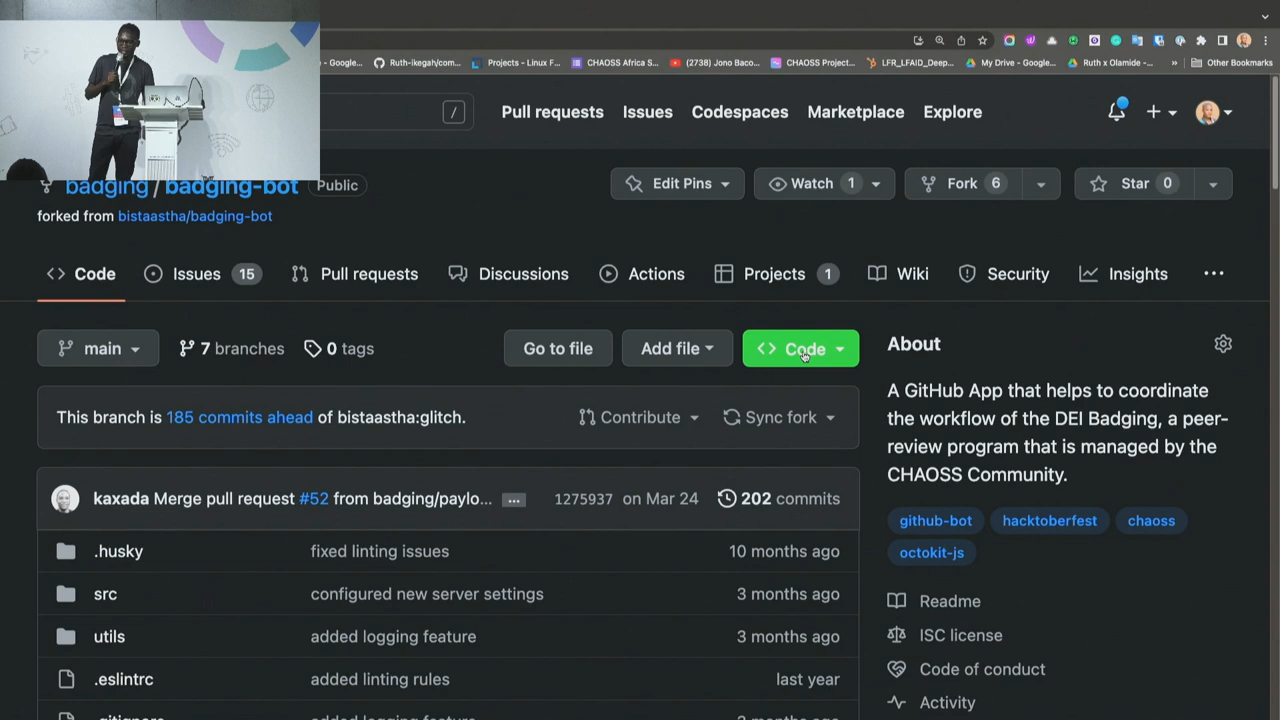 - Google...
Ruth-ikegah/com...
Projects - Linux F...
CHAOSS Africa S...
(2738) Jono Baco...
CHAOSS Project...
LFR_LFAID_Deep...
My Drive - Google...
Ruth x Olamide -...
»
Other Bookmarks
/
Pull requests
Issues
Codespaces
Marketplace
Explore
badging / badging-bot
Public
Edit Pins
Watch 1
Fork 6
Star 0
forked from bistaastha/badging-bot
Code
Issues 15
Pull requests
Discussions
Actions
Projects 1
Wiki
Security
Insights
...
main
7 branches
0 tags
Go to file
Add file
Code
This branch is 185 commits ahead of bistaastha:glitch.
Contribute
Sync fork
kaxada Merge pull request #52 from badging/paylo... ...
1275937 on Mar 24
202 commits
.husky
fixed linting issues
10 months ago
src
configured new server settings
3 months ago
utils
added logging feature
3 months ago
.eslintrc
added linting rules
last year
.gitignore
added logging feature
3 months ago
About
A GitHub App that helps to coordinate
the workflow of the DEI Badging, a peer-
review program that is managed by the
CHAOSS Community.
github-bot
hacktoberfest
chaoss
octokit-js
Readme
ISC license
Code of conduct
Activity